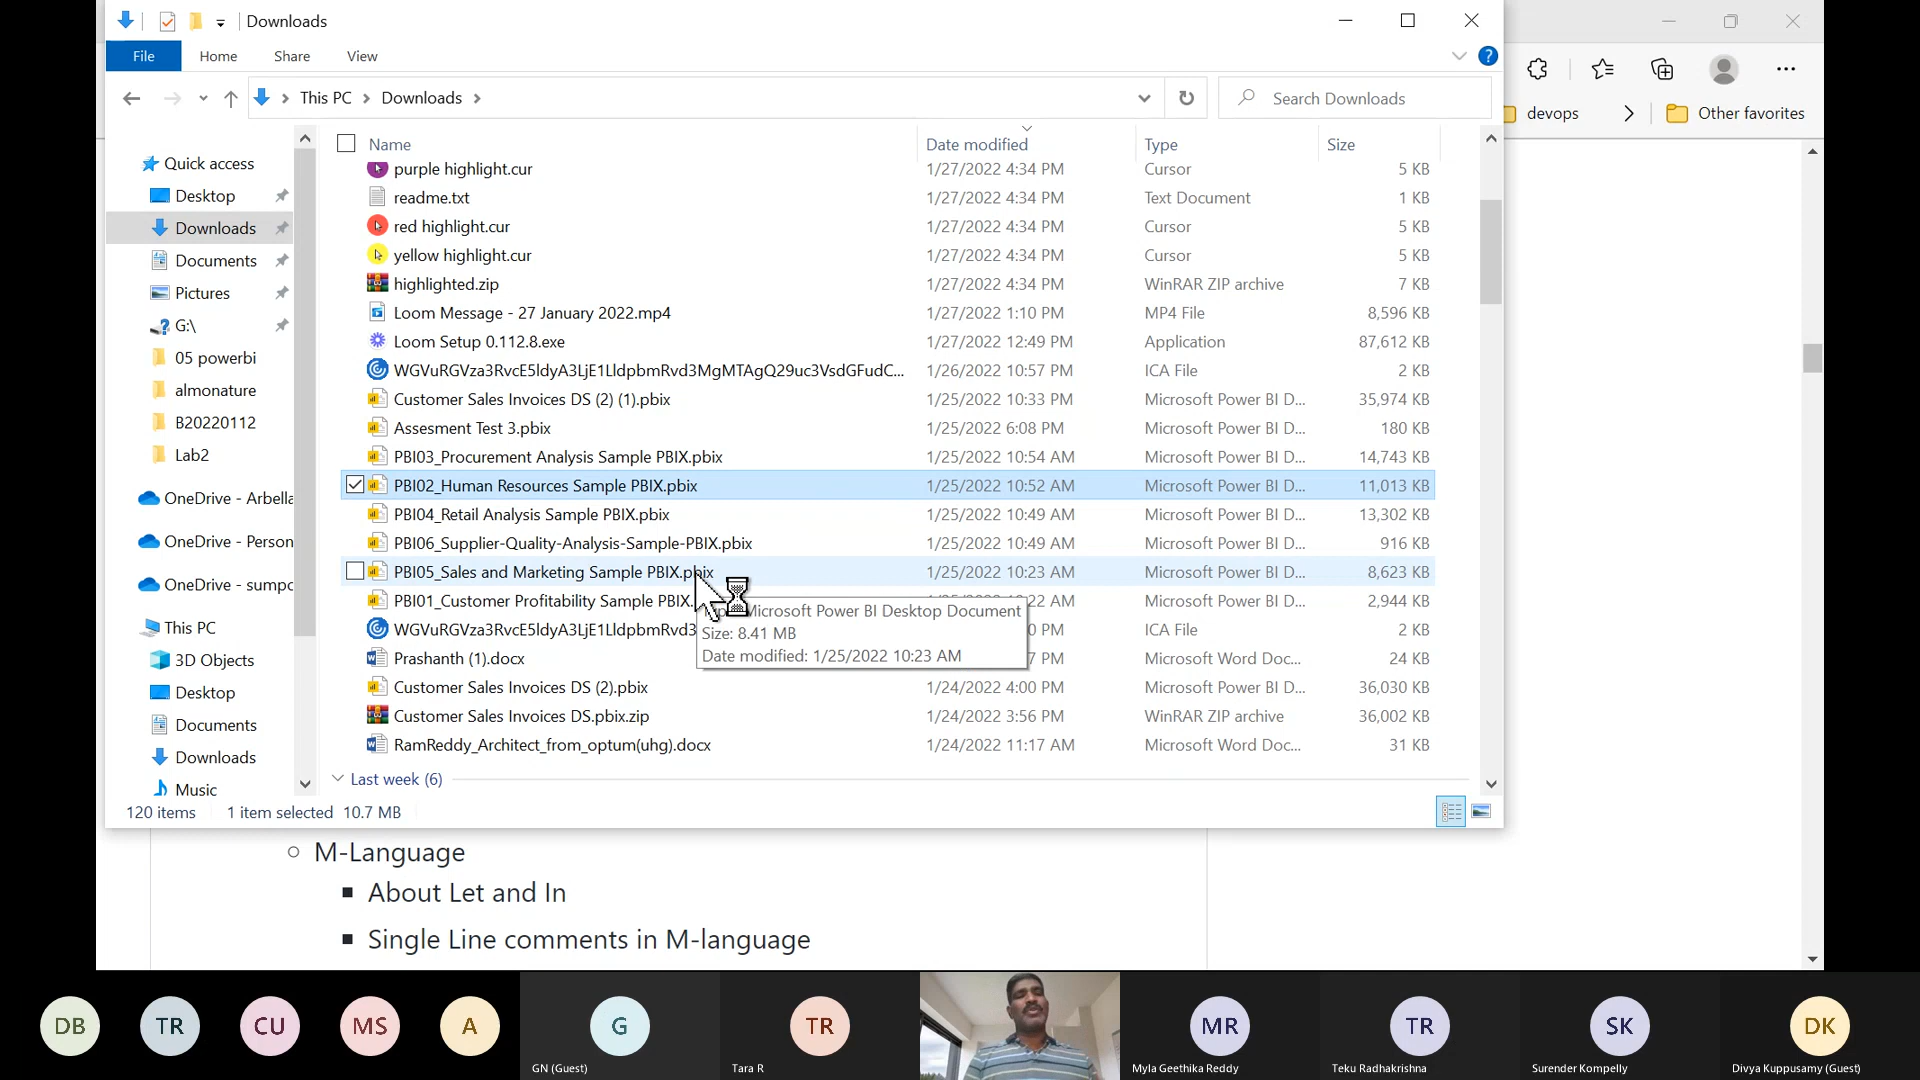 Downloads
File Home Share View
This PC Downloads
Search Downloads
devops Other favorites
Name Date modified Type Size
purple highlight.cur 1/27/2022 4:34 PM Cursor 5 KB
readme.txt 1/27/2022 4:34 PM Text Document 1 KB
red highlight.cur 1/27/2022 4:34 PM Cursor 5 KB
yellow highlight.cur 1/27/2022 4:34 PM Cursor 5 KB
highlighted.zip 1/27/2022 4:34 PM WinRAR ZIP archive 7 KB
Loom Message - 27 January 2022.mp4 1/27/2022 1:10 PM MP4 File 8,596 KB
Loom Setup 0.112.8.exe 1/27/2022 12:49 PM Application 87,612 KB
1/26/2022 10:57 PM ICA File 2 KB
Customer Sales Invoices DS (2) (1).pbix 1/25/2022 10:33 PM Microsoft Power BI D... 35,974 KB
Assesment Test 3.pbix 1/25/2022 6:08 PM Microsoft Power BI D... 180 KB
PBI03_Procurement Analysis Sample PBIX.pbix 1/25/2022 10:54 AM Microsoft Power BI D... 14,743 KB
PBI02_Human Resources Sample PBIX.pbix 1/25/2022 10:52 AM Microsoft Power BI D... 11,013 KB
PBI04_Retail Analysis Sample PBIX.pbix 1/25/2022 10:49 AM Microsoft Power BI D... 13,302 KB
PBI06_Supplier-Quality-Analysis-Sample-PBIX.pbix 1/25/2022 10:49 AM Microsoft Power BI D... 916 KB
PBI05_Sales and Marketing Sample PBIX.pbix 1/25/2022 10:23 AM Microsoft Power BI D... 8,623 KB
PBI01_Customer Profitability Sample PBIX. 22 AM Microsoft Power BI D... 2,944 KB
0 PM ICA File 2 KB
Prashanth (1).docx 7 PM Microsoft Word Doc... 24 KB
Customer Sales Invoices DS (2).pbix 1/24/2022 4:00 PM Microsoft Power BI D... 36,030 KB
Customer Sales Invoices DS.pbix.zip 1/24/2022 3:56 PM WinRAR ZIP archive 36,002 KB
RamReddy_Architect_from_optum(uhg).docx 1/24/2022 11:17 AM Microsoft Word Doc... 31 KB
Last week (6)
Microsoft Power BI Desktop Document
Size: 8.41 MB
Date modified: 1/25/2022 10:23 AM
Quick access
Desktop
Downloads
Documents
Pictures
G:\
05 powerbi
almonature
B20220112
Lab2
OneDrive - Arbella
OneDrive - Person
OneDrive - sumpc
This PC
3D Objects
Desktop
Documents
Downloads
Music
120 items 1 item selected 10.7 MB
M-Language
About Let and In
Single Line comments in M-language
DB TR CU MS A G TR MR TR SK DK
GN (Guest) Tara R Myla Geethika Reddy Teku Radhakrishna Surender Kompelly Divya Kuppusamy (Guest)